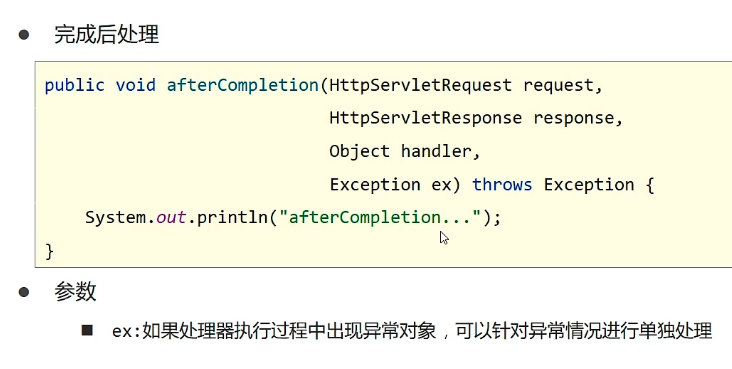 完成后处理
public void afterCompletion(HttpServletRequest request,
HttpServletResponse response,
Object handler,
Exception ex) throws Exception {
System.out.println("afterCompletion...");
}
参数
ex:如果处理器执行过程中出现异常对象，可以针对异常情况进行单独处理